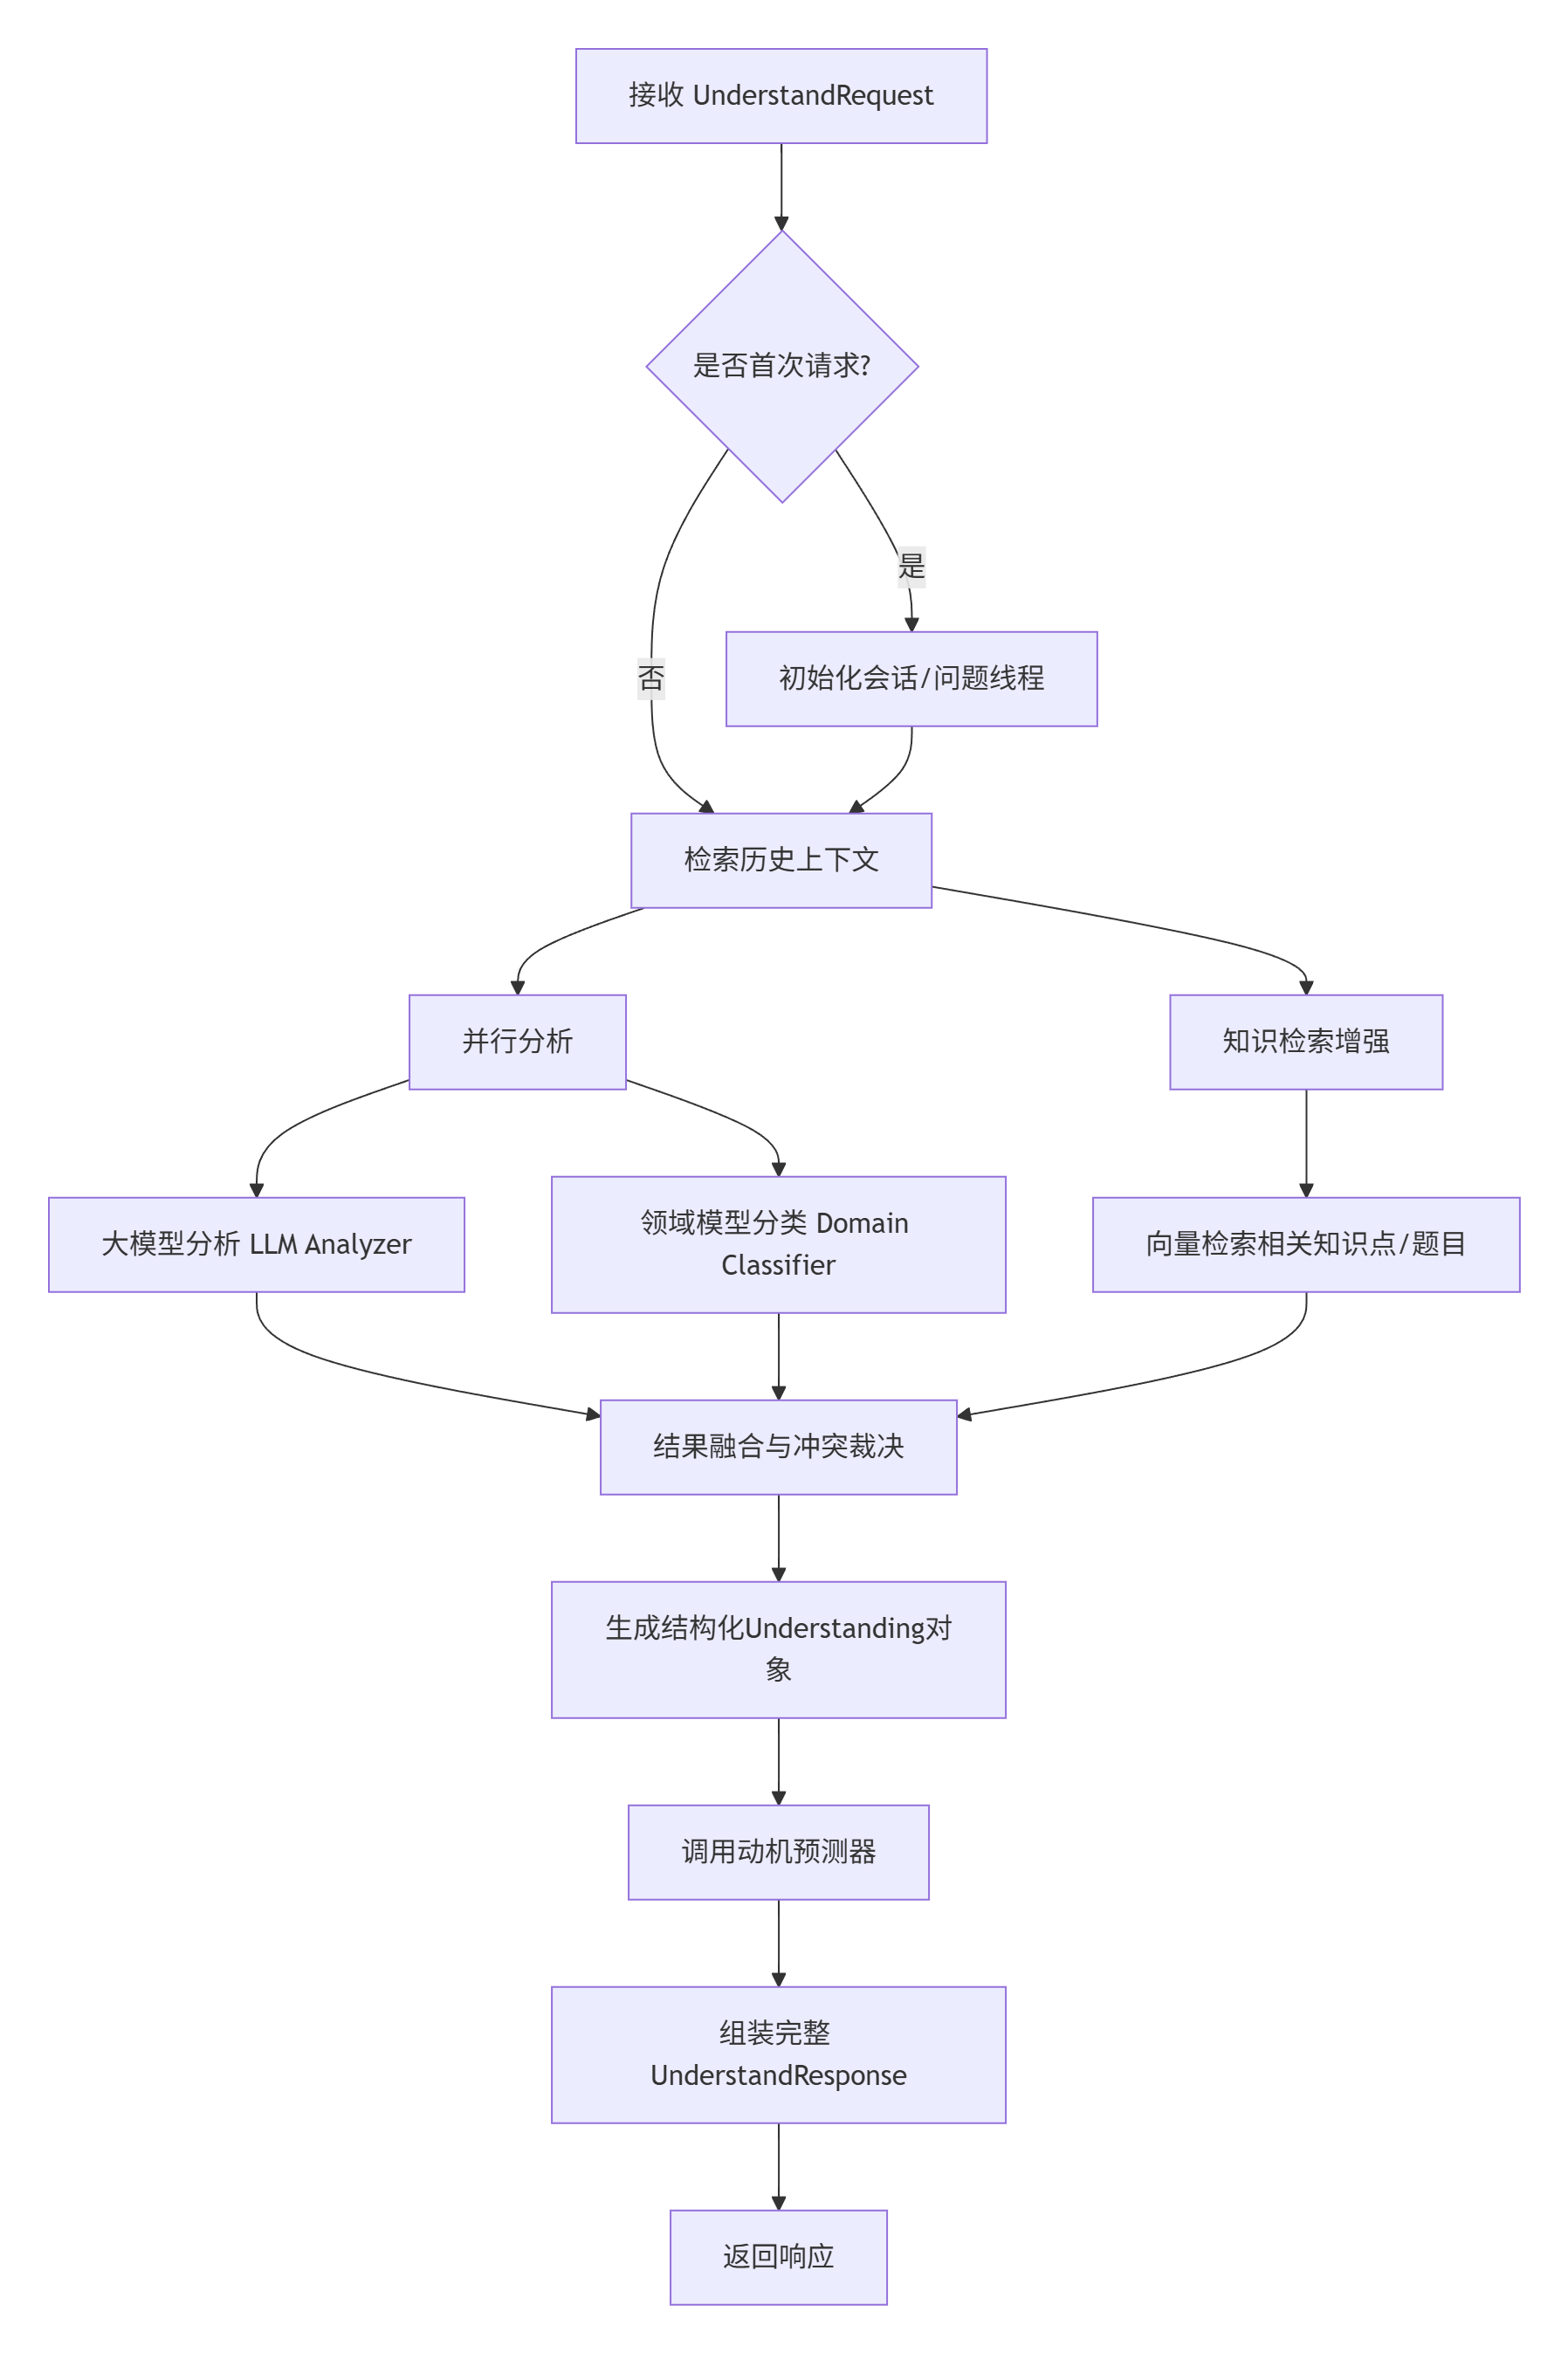 接收 UnderstandRequest
是否首次请求?
是
初始化会话/问题线程
否
检索历史上下文
并行分析
知识检索增强
大模型分析 LLM Analyzer
领域模型分类 Domain
Classifier
向量检索相关知识点/题目
结果融合与冲突裁决
生成结构化Understanding对
象
调用动机预测器
组装完整
UnderstandResponse
返回响应